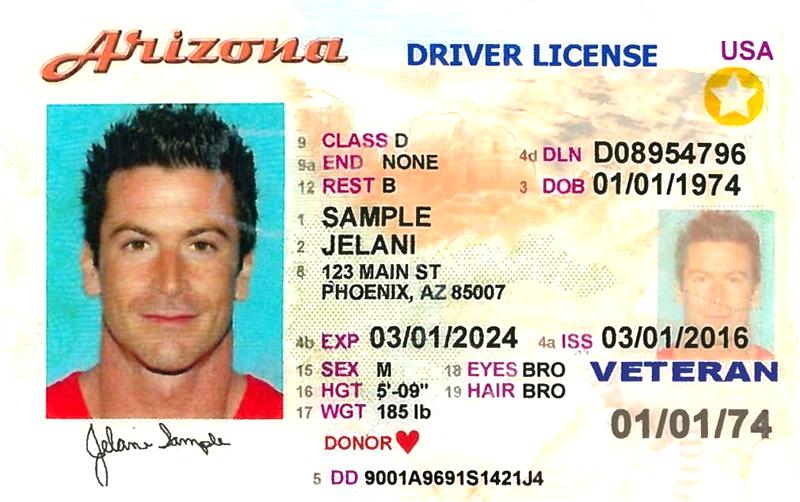 Arizona DRIVER LICENSE USA
9 CLASS D
9a END NONE
12 REST B
4d DLN D08954796
3 DOB 01/01/1974
1 SAMPLE
2 JELANI
8 123 MAIN ST
PHOENIX, AZ 85007
4b EXP 03/01/2024 4a ISS 03/01/2016
15 SEX M 18 EYES BRO
16 HGT 5'-09" 19 HAIR BRO
17 WGT 185 lb
VETERAN
01/01/74
DONOR
Jelani Sample
5 DD 9001A9691S1421J4